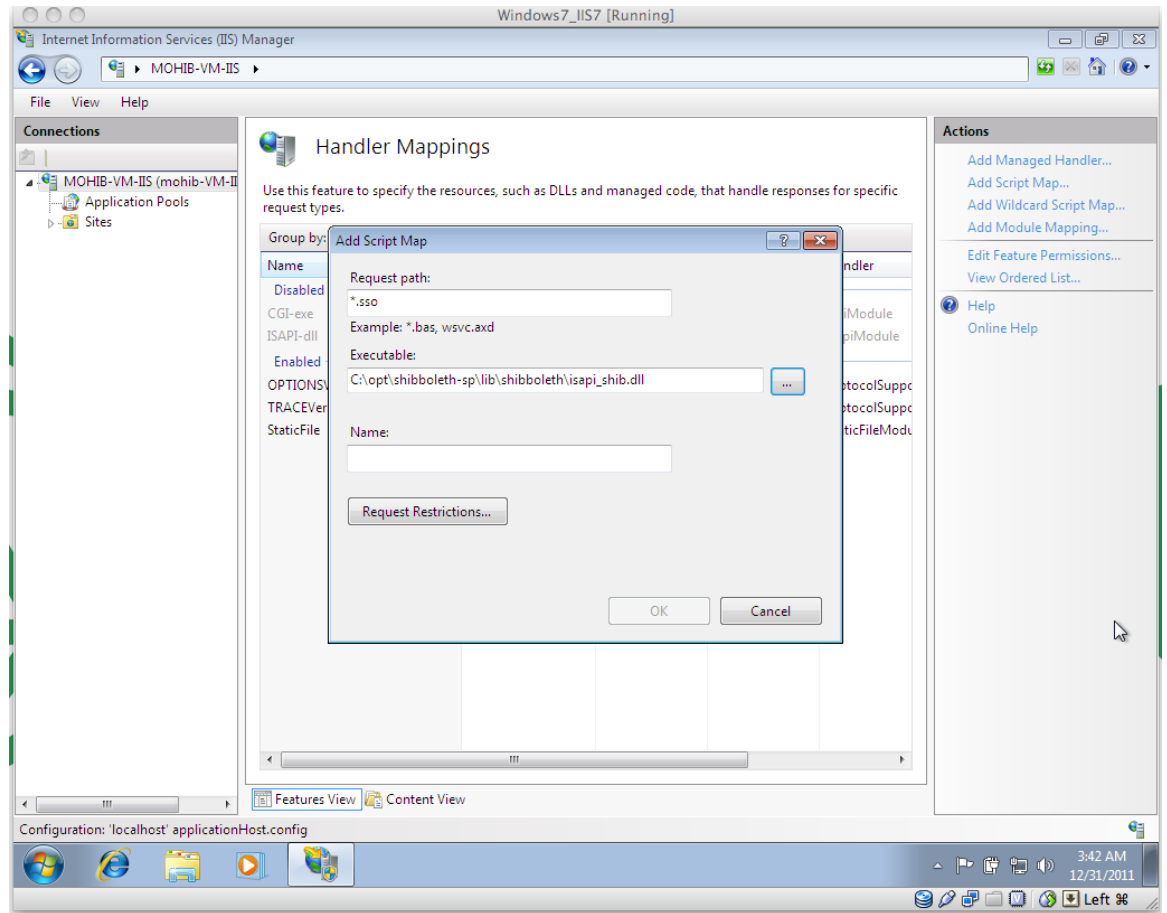 Windows7_IIS7 [Running]
Internet Information Services (IIS) Manager
MOHIB-VM-IIS
File View Help
Connections
MOHIB-VM-IIS (mohib-VM-II
Application Pools
Sites
Handler Mappings
Use this feature to specify the resources, such as DLLs and managed code, that handle responses for specific
request types.
Group by:
Name
ndler
Disabled
CGI-exe
iModule
ISAPI-dll
piModule
Enabled
OPTIONSV
otocolSuppo
TRACEVer
otocolSuppo
StaticFile
ticFileModu
Add Script Map
Request path:
*.sso
Example: *.bas, wsvc.axd
Executable:
C:\opt\shibboleth-sp\lib\shibboleth\isapi_shib.dll
...
Name:
Request Restrictions...
OK Cancel
Features View Content View
Actions
Add Managed Handler...
Add Script Map...
Add Wildcard Script Map...
Add Module Mapping...
Edit Feature Permissions...
View Ordered List...
Help
Online Help
Configuration: 'localhost' applicationHost.config
3:42 AM
12/31/2011
Left ⌘